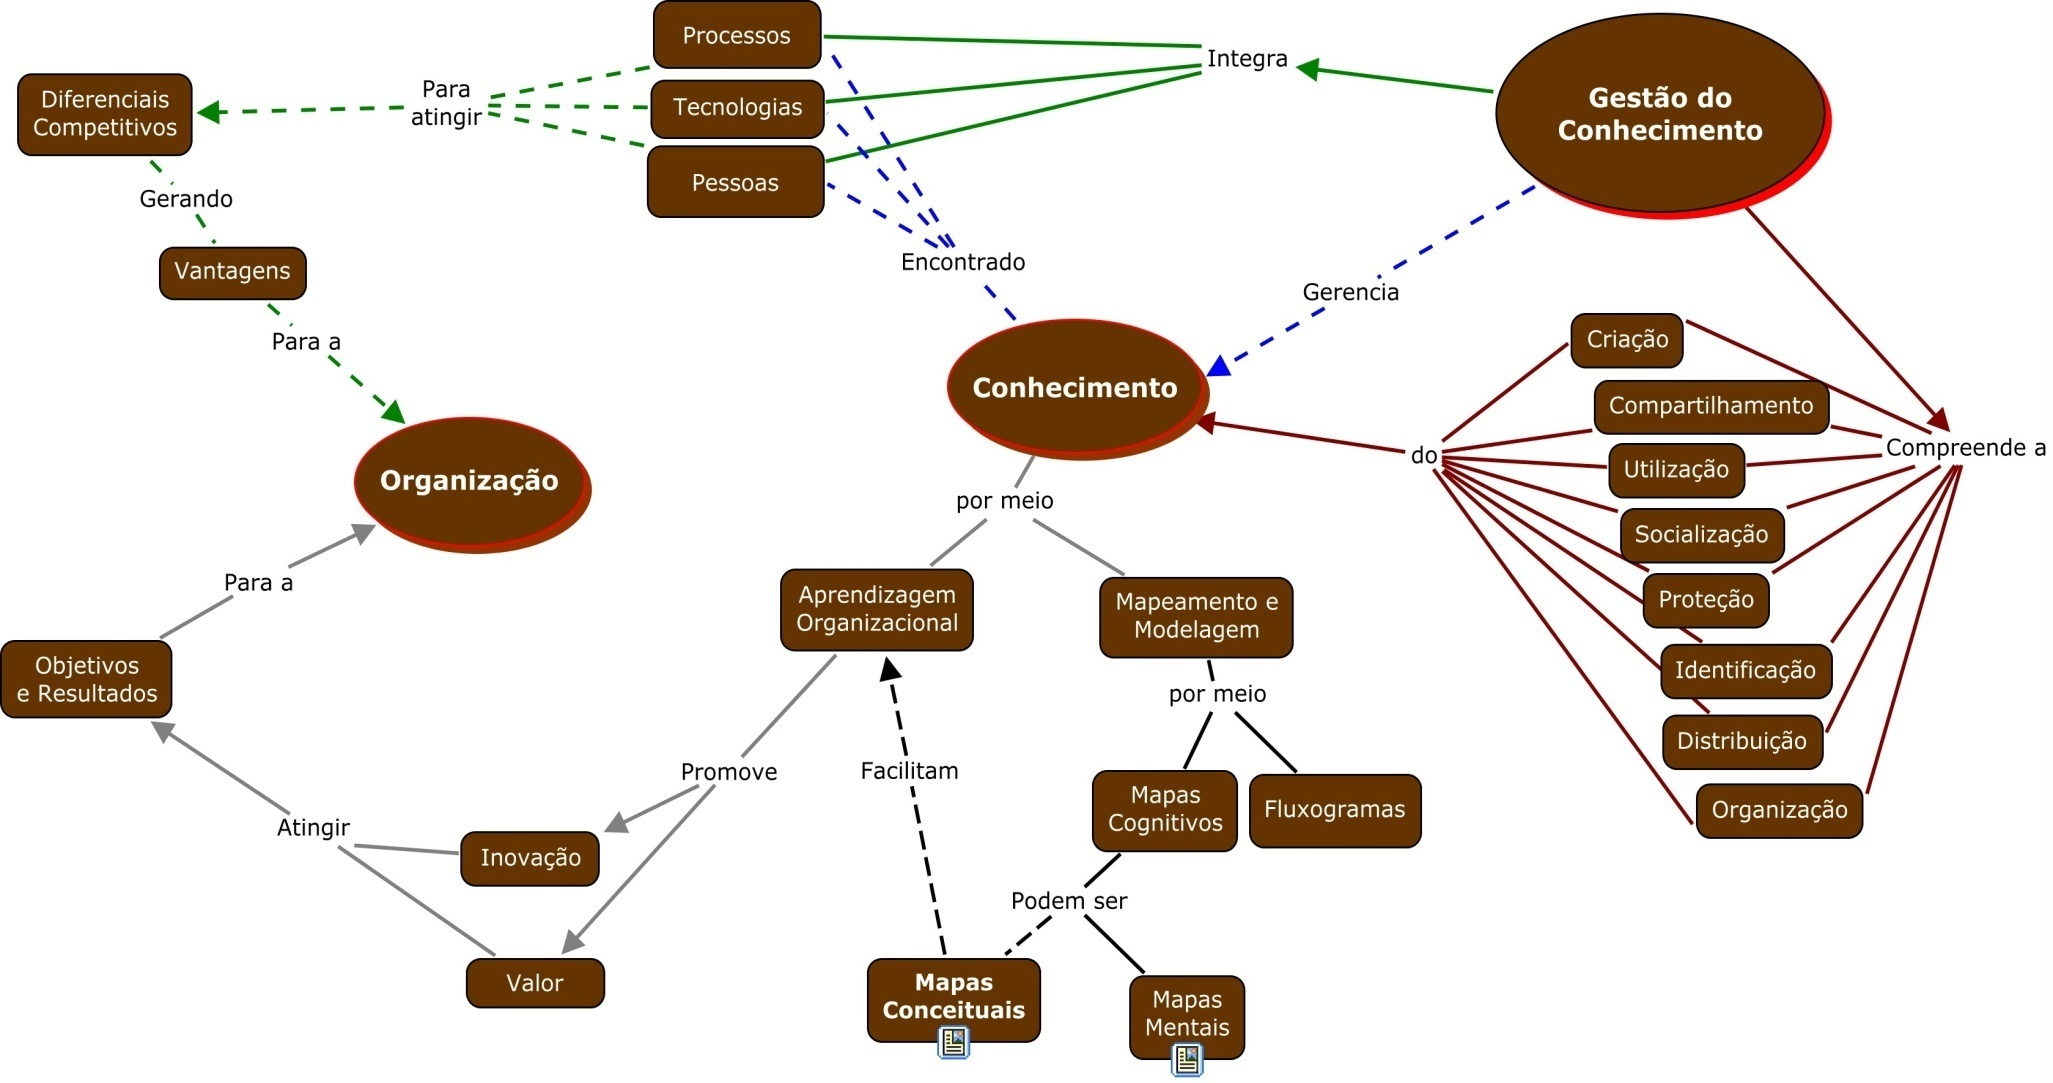 Processos
Integra
Gestão do
Conhecimento
Diferenciais
Competitivos
Para
atingir
Tecnologias
Pessoas
Gerando
Vantagens
Encontrado
Gerencia
Para a
Criação
Conhecimento
Compartilhamento
Compreende a
do
Utilização
Organização
por meio
Socialização
Para a
Aprendizagem
Organizacional
Mapeamento e
Modelagem
Proteção
Objetivos
e Resultados
Identificação
por meio
Distribuição
Promove
Facilitam
Mapas
Cognitivos
Fluxogramas
Organização
Atingir
Inovação
Podem ser
Valor
Mapas
Conceituais
Mapas
Mentais